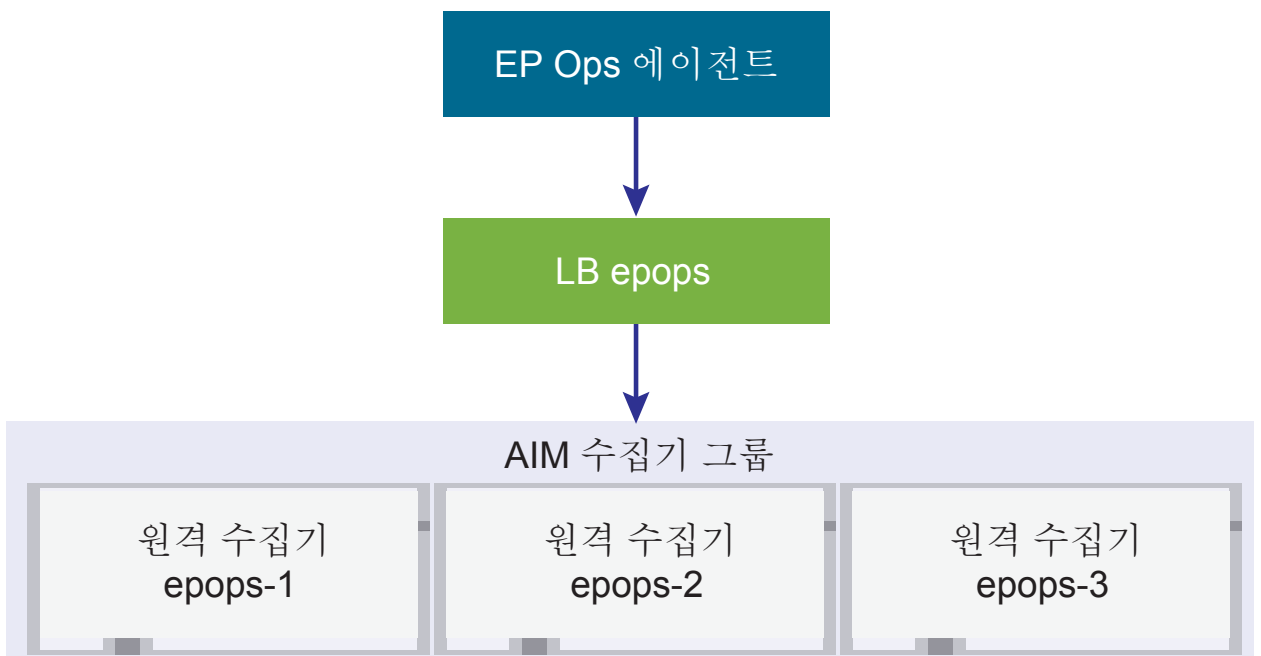 EP Ops 에이전트
LB epops
AIM 수집기 그룹
원격 수집기
epops-1
원격 수집기
epops-2
원격 수집기
epops-3